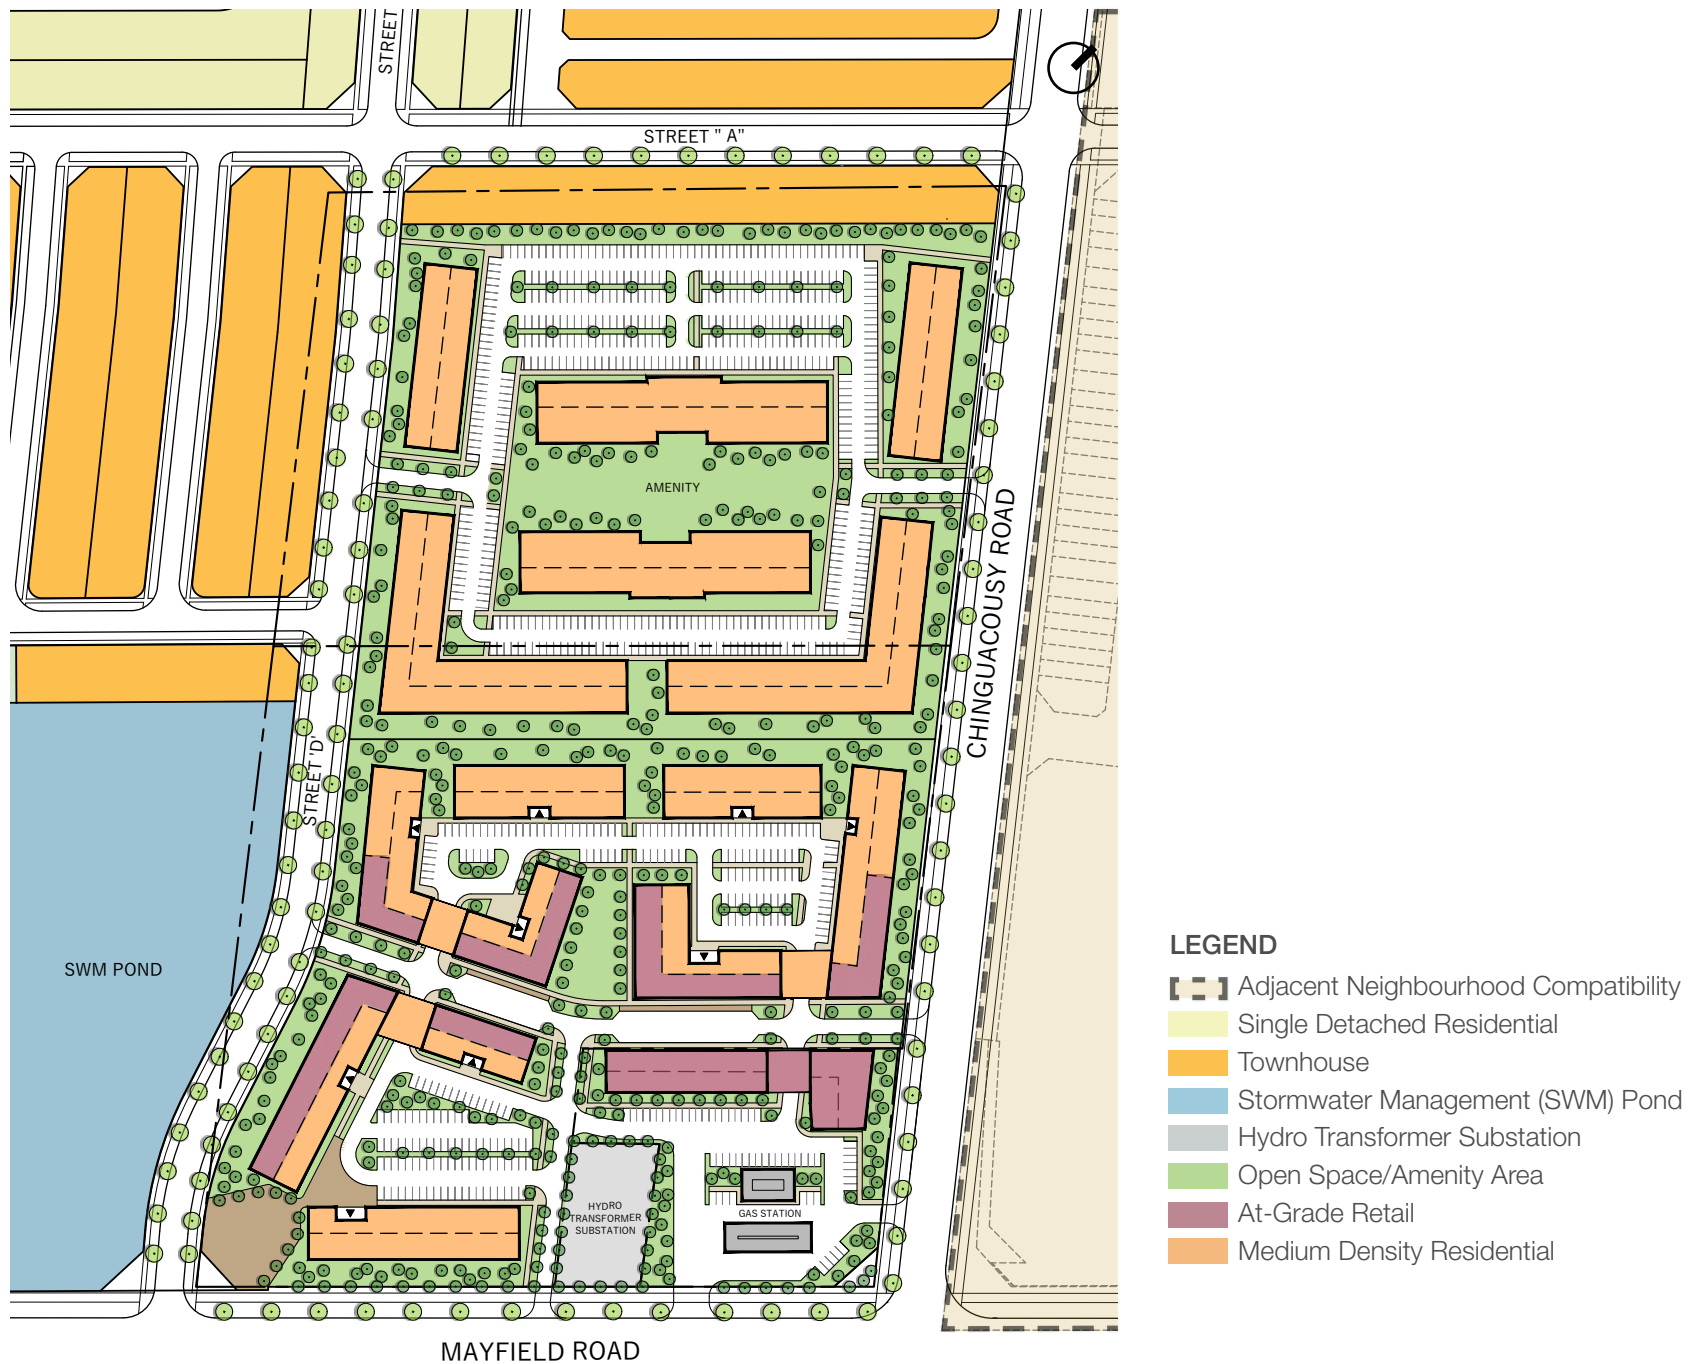 STREET
STREET " A"
AMENITY
CHINGUACOUSY ROAD
STREET 'D'
SWM POND
HYDRO
TRANSFORMER
SUBSTATION
GAS STATION
MAYFIELD ROAD
LEGEND
Adjacent Neighbourhood Compatibility
Single Detached Residential
Townhouse
Stormwater Management (SWM) Pond
Hydro Transformer Substation
Open Space/Amenity Area
At-Grade Retail
Medium Density Residential